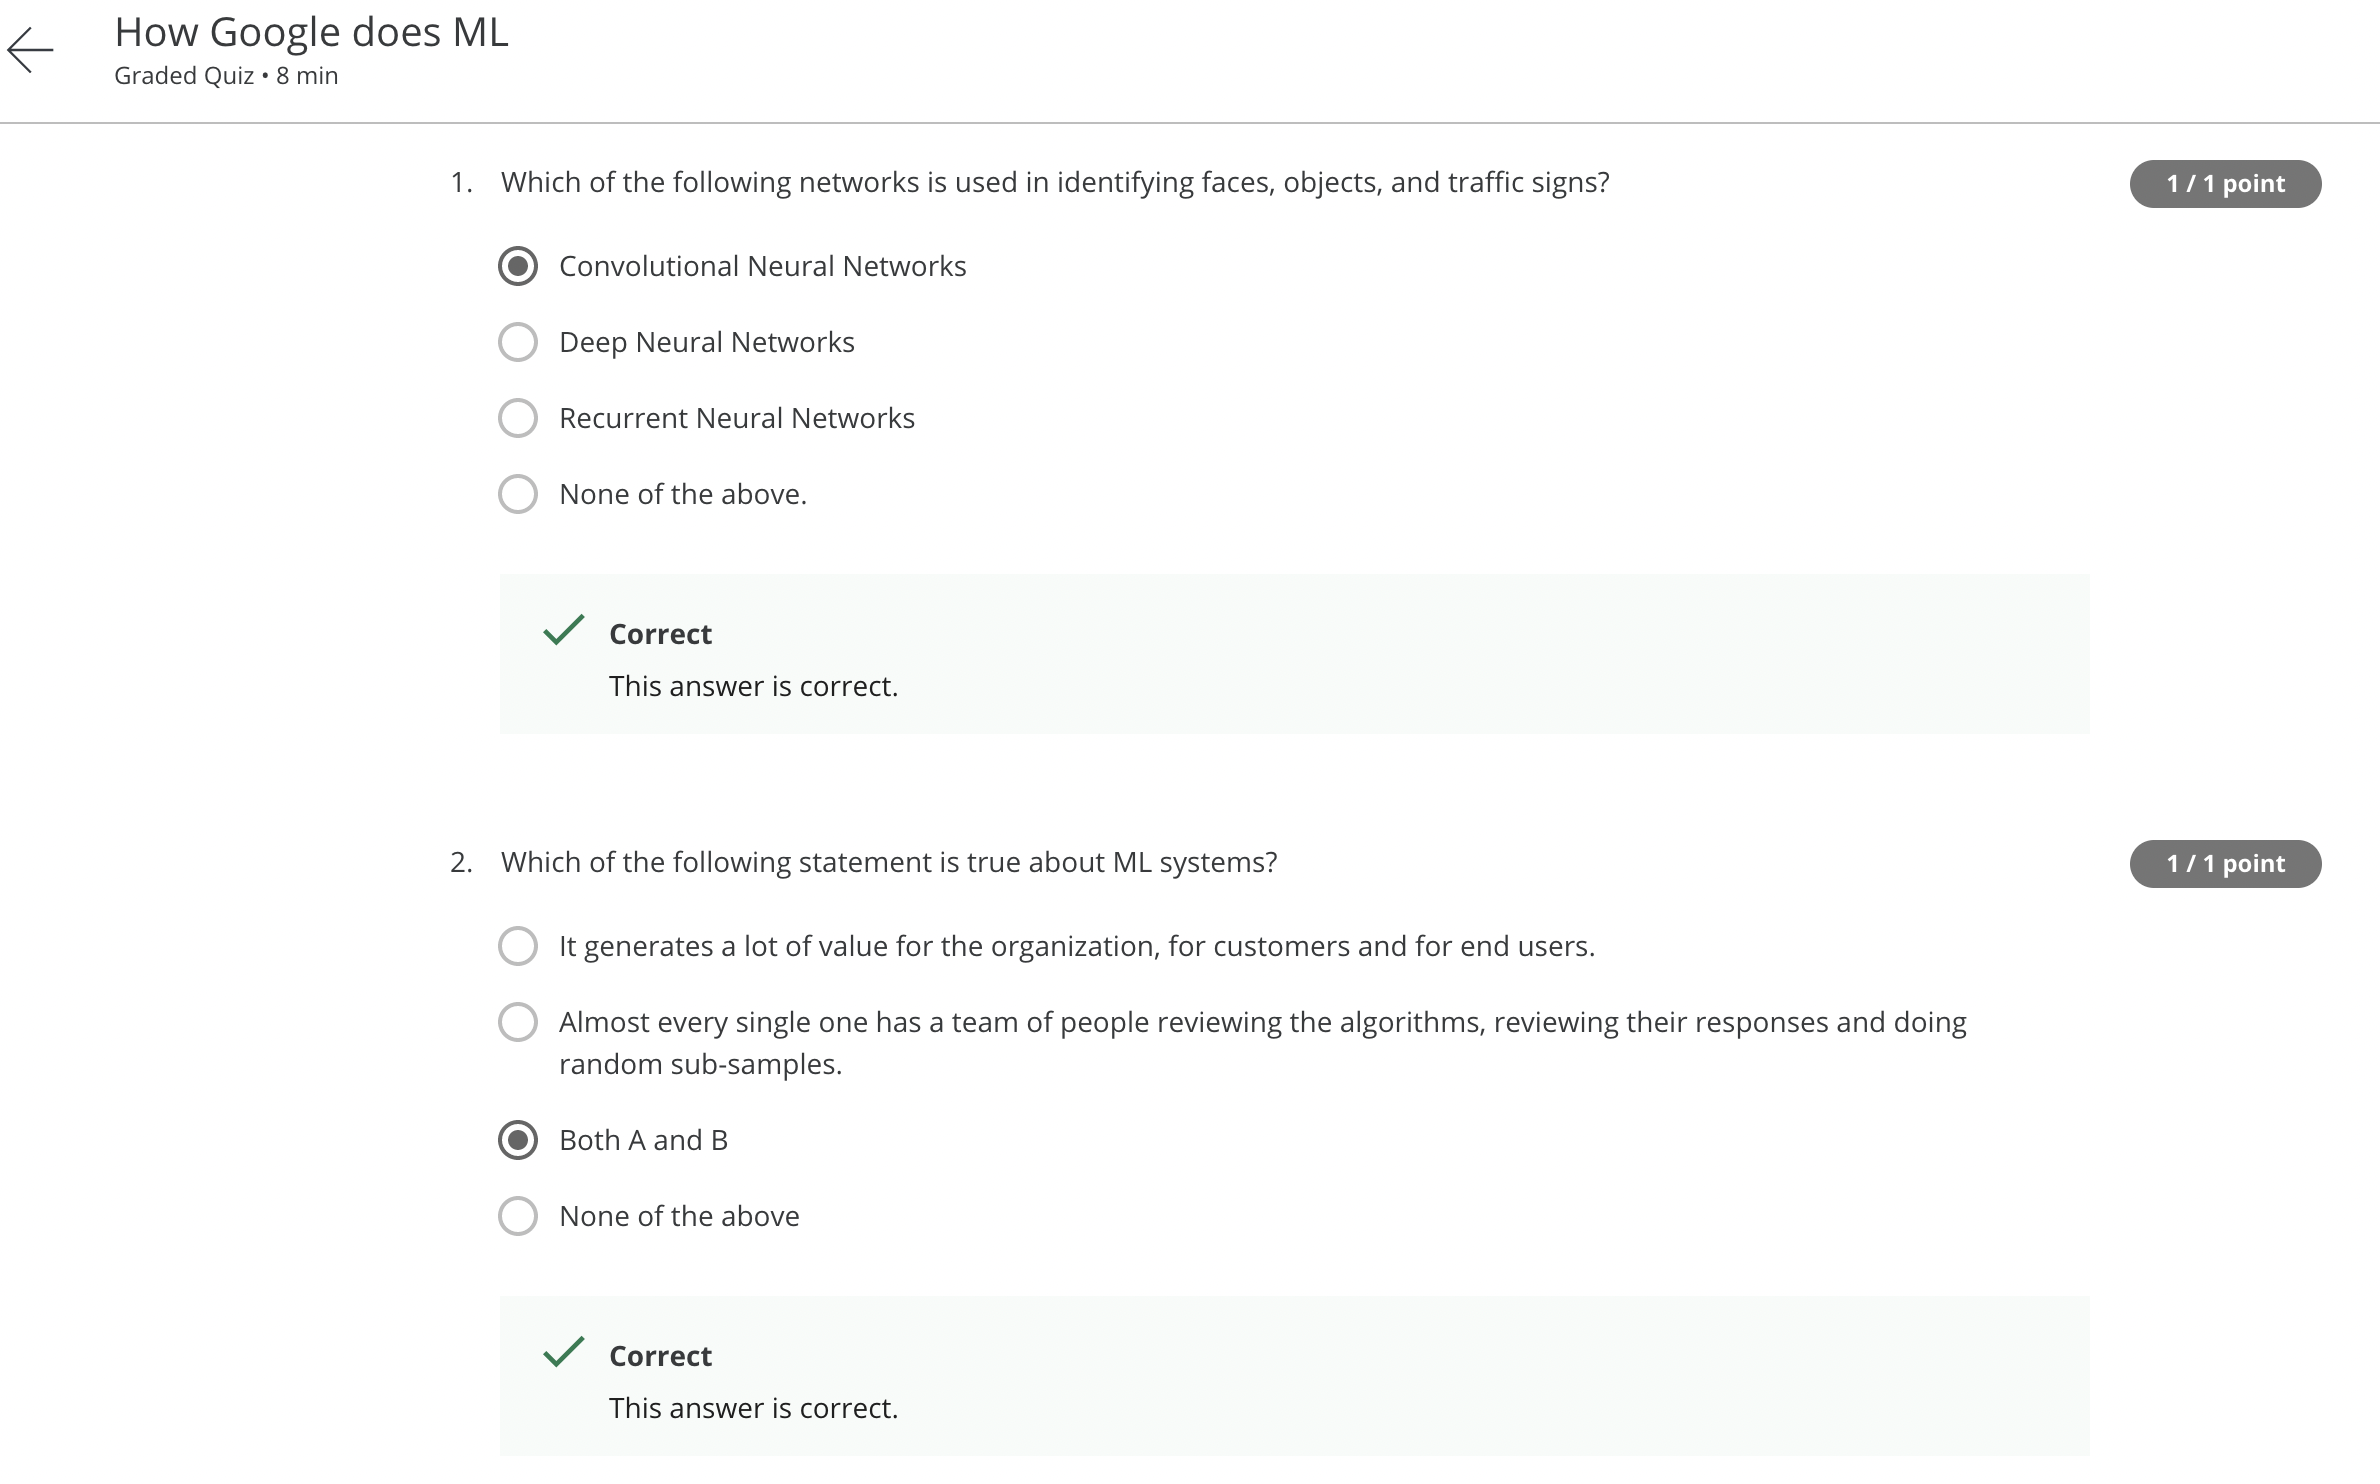 How Google does ML
Graded Quiz • 8 min
1. Which of the following networks is used in identifying faces, objects, and traffic signs?
1 / 1 point
Convolutional Neural Networks
Deep Neural Networks
Recurrent Neural Networks
None of the above.
Correct
This answer is correct.
2. Which of the following statement is true about ML systems?
1 / 1 point
It generates a lot of value for the organization, for customers and for end users.
Almost every single one has a team of people reviewing the algorithms, reviewing their responses and doing
random sub-samples.
Both A and B
None of the above
Correct
This answer is correct.